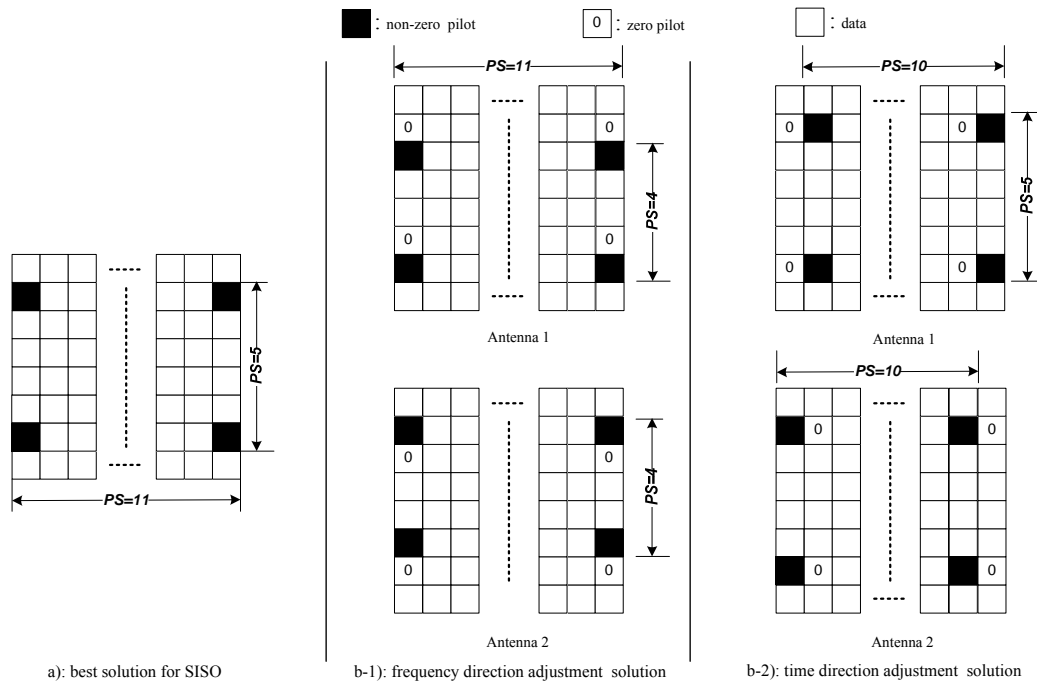 : non-zero pilot
0 : zero pilot
: data
PS=11
0 0
PS=4
0 0
Antenna 1
PS=10
0 0
PS=5
0 0
Antenna 1
PS=5
PS=11
0 0
PS=4
0 0
Antenna 2
PS=10
0 0
0 0
Antenna 2
a): best solution for SISO
b-1): frequency direction adjustment solution
b-2): time direction adjustment solution